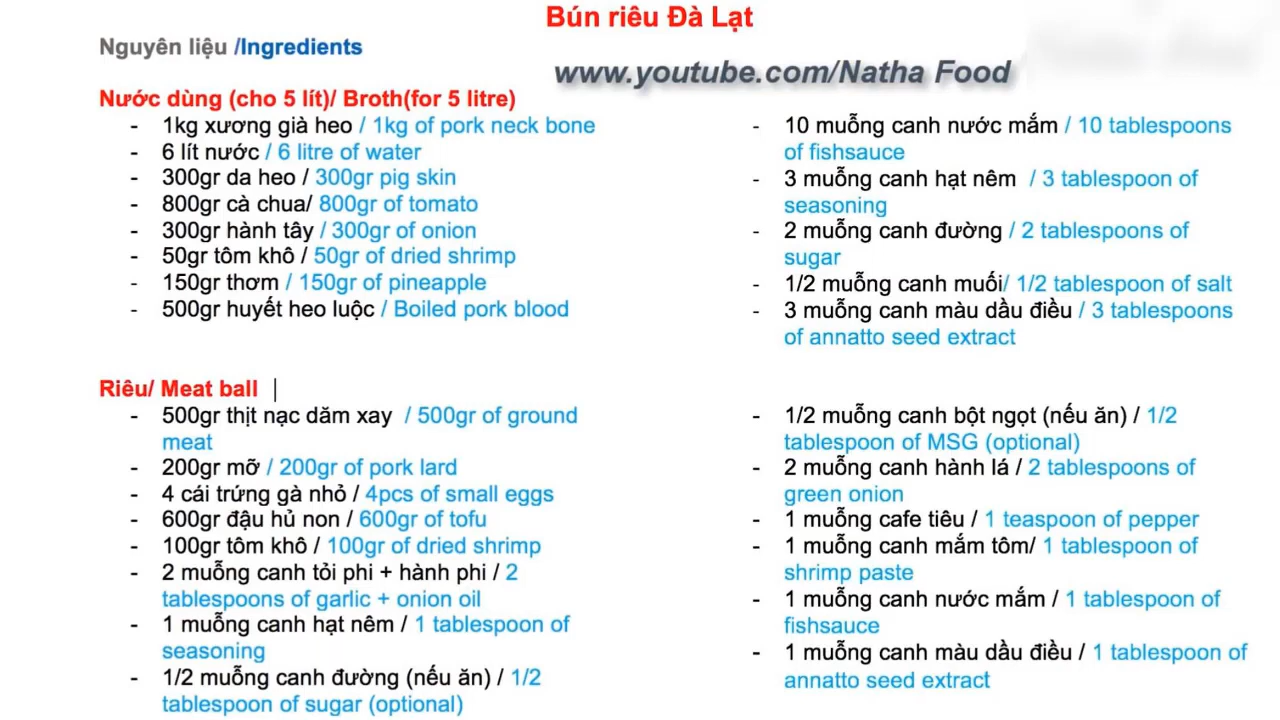 Bún riêu Đà Lạt
Nguyên liệu /Ingredients
www.youtube.com/Natha Food
Nước dùng (cho 5 lít)/ Broth(for 5 litre)
- 1kg xương già heo / 1kg of pork neck bone
- 6 lít nước / 6 litre of water
- 300gr da heo / 300gr pig skin
- 800gr cà chua/ 800gr of tomato
- 300gr hành tây / 300gr of onion
- 50gr tôm khô / 50gr of dried shrimp
- 150gr thơm / 150gr of pineapple
- 500gr huyết heo luộc / Boiled pork blood
- 10 muỗng canh nước mắm / 10 tablespoons
of fishsauce
- 3 muỗng canh hạt nêm / 3 tablespoon of
seasoning
- 2 muỗng canh đường / 2 tablespoons of
sugar
- 1/2 muỗng canh muối/ 1/2 tablespoon of salt
- 3 muỗng canh màu dầu điều / 3 tablespoons
of annatto seed extract
Riêu/ Meat ball
- 500gr thịt nạc dăm xay / 500gr of ground
meat
- 200gr mỡ / 200gr of pork lard
- 4 cái trứng gà nhỏ / 4pcs of small eggs
- 600gr đậu hủ non / 600gr of tofu
- 100gr tôm khô / 100gr of dried shrimp
- 2 muỗng canh tỏi phi + hành phi / 2
tablespoons of garlic + onion oil
- 1 muỗng canh hạt nêm / 1 tablespoon of
seasoning
- 1/2 muỗng canh đường (nếu ăn) / 1/2
tablespoon of sugar (optional)
- 1/2 muỗng canh bột ngọt (nếu ăn) / 1/2
tablespoon of MSG (optional)
- 2 muỗng canh hành lá / 2 tablespoons of
green onion
- 1 muỗng cafe tiêu / 1 teaspoon of pepper
- 1 muỗng canh mắm tôm/ 1 tablespoon of
shrimp paste
- 1 muỗng canh nước mắm / 1 tablespoon of
fishsauce
- 1 muỗng canh màu dầu điều / 1 tablespoon of
annatto seed extract